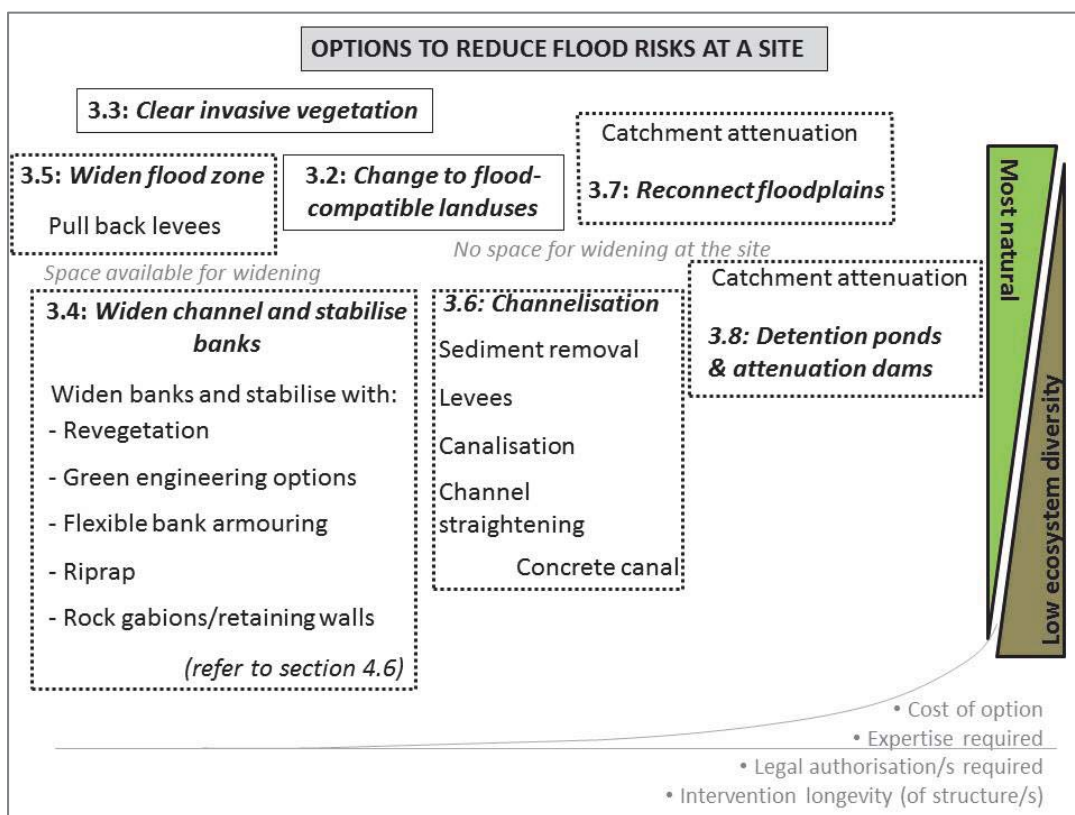 OPTIONS TO REDUCE FLOOD RISKS AT A SITE
3.3: Clear invasive vegetation
3.5: Widen flood zone
Pull back levees
3.2: Change to flood-
compatible landuses
Catchment attenuation
3.7: Reconnect floodplains
Space available for widening
No space for widening at the site
3.4: Widen channel and stabilise
banks
Widen banks and stabilise with:
- Revegetation
- Green engineering options
- Flexible bank armouring
- Riprap
- Rock gabions/retaining walls
(refer to section 4.6)
3.6: Channelisation
Sediment removal
Levees
Canalisation
Channel
straightening
Concrete canal
Catchment attenuation
3.8: Detention ponds
& attenuation dams
Most natural
Low ecosystem diversity
• Cost of option
• Expertise required
• Legal authorisation/s required
• Intervention longevity (of structure/s)